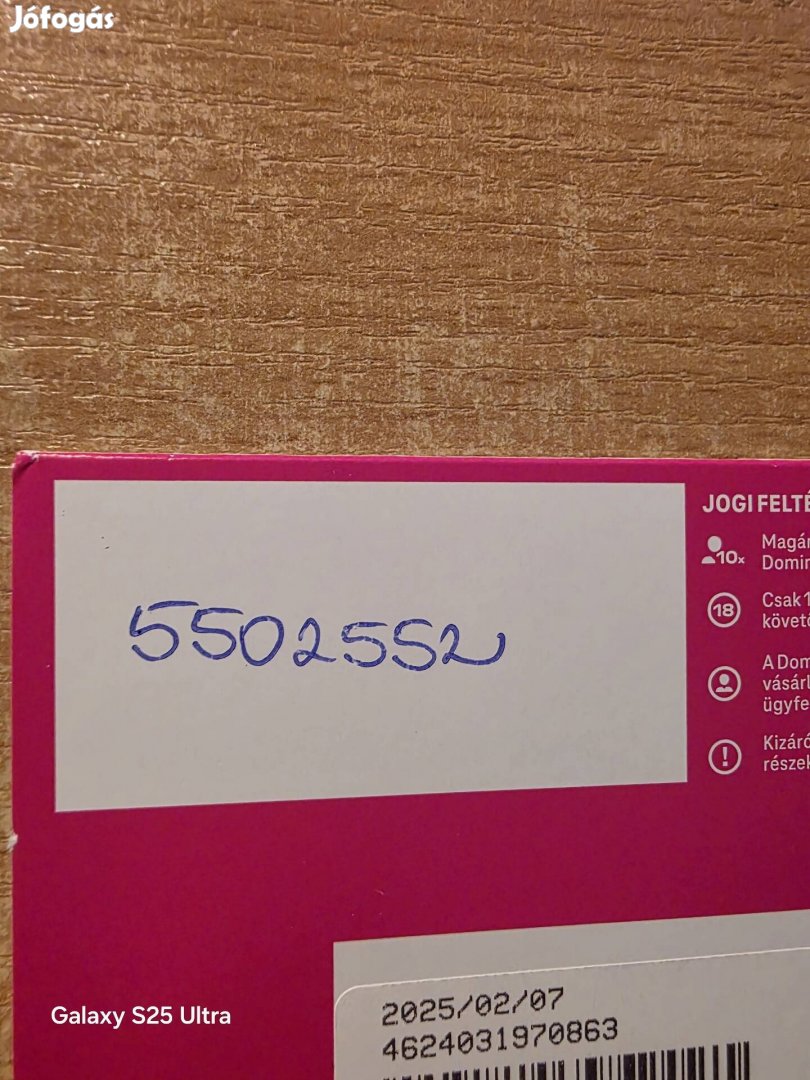 Jófogás
5502552
JOGI FELTÉ
10x
Magán
Domin
18
Csak 1
követő
A Dom
vásárl
ügyfe
!
Kizáró
részek
Galaxy S25 Ultra
2025/02/07
4624031970863